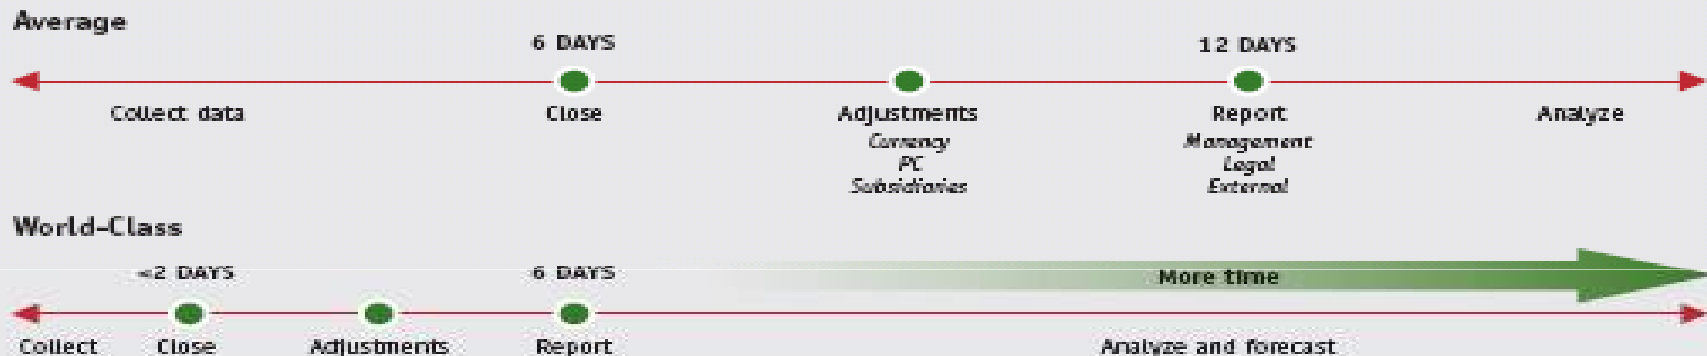 Average
6 DAYS
12 DAYS
Collect data
Close
Adjustments
Report
Analyze
Currency
Management
PC
Legal
Subsidiaries
External
World-Class
<2 DAYS
6 DAYS
More time
Collect
Close
Adjustments
Report
Analyze and forecast